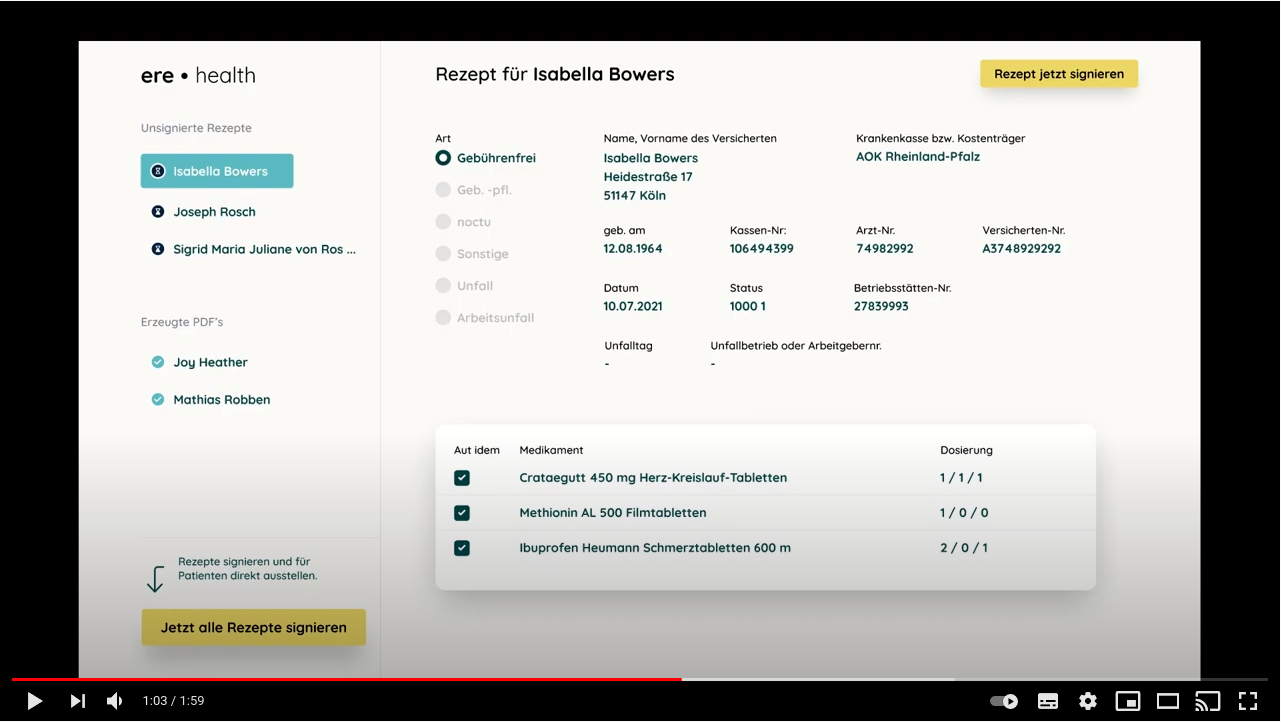 ere • health
Unsignierte Rezepte
Isabella Bowers
Joseph Rosch
Sigrid Maria Juliane von Ros ...
Erzeugte PDF's
Joy Heather
Mathias Robben
Rezepte signieren und für
Patienten direkt ausstellen.
Jetzt alle Rezepte signieren
Rezept für Isabella Bowers
Rezept jetzt signieren
Art
Gebührenfrei
Geb. -pfl.
noctu
Sonstige
Unfall
Arbeitsunfall
Name, Vorname des Versicherten
Isabella Bowers
Heidestraße 17
51147 Köln
Krankenkasse bzw. Kostenträger
AOK Rheinland-Pfalz
geb. am
12.08.1964
Kassen-Nr:
106494399
Arzt-Nr.
74982992
Versicherten-Nr.
A3748929292
Datum
10.07.2021
Status
1000 1
Betriebsstätten-Nr.
27839993
Unfalltag
-
Unfallbetrieb oder Arbeitgebernr.
-
Aut idem Medikament Dosierung
Crataegutt 450 mg Herz-Kreislauf-Tabletten 1 / 1 / 1
Methionin AL 500 Filmtabletten 1 / 0 / 0
Ibuprofen Heumann Schmerztabletten 600 m 2 / 0 / 1
1:03 / 1:59